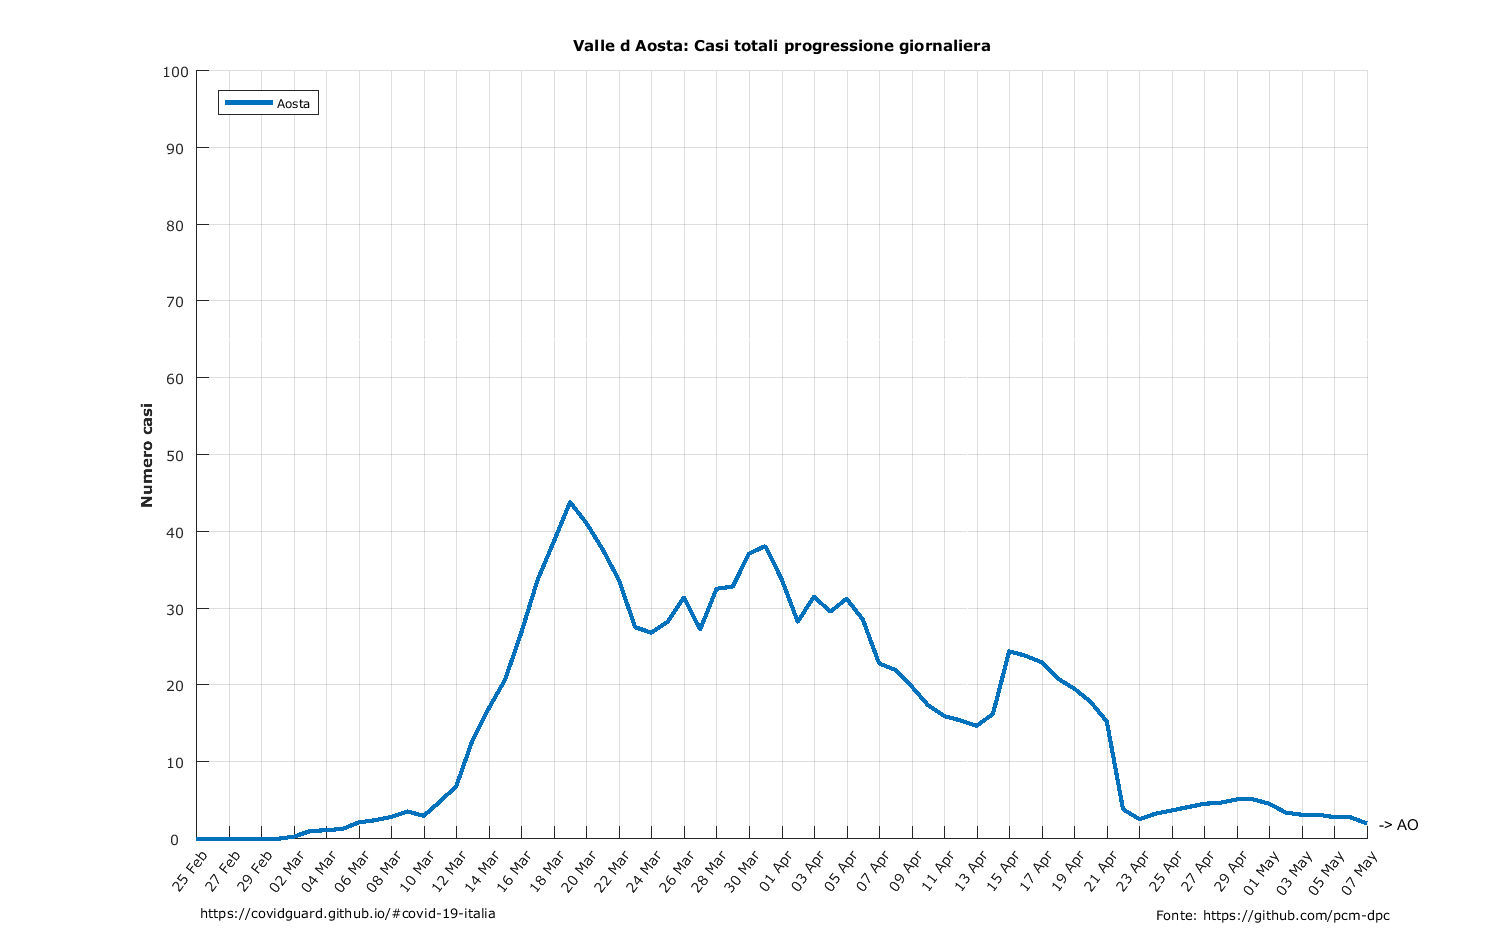 Valle d Aosta: Casi totali progressione giornaliera
Aosta
Numero casi
100
90
80
70
60
50
40
30
20
10
0
25 Feb
27 Feb
29 Feb
02 Mar
04 Mar
06 Mar
08 Mar
10 Mar
12 Mar
14 Mar
16 Mar
18 Mar
20 Mar
22 Mar
24 Mar
26 Mar
28 Mar
30 Mar
01 Apr
03 Apr
05 Apr
07 Apr
09 Apr
11 Apr
13 Apr
15 Apr
17 Apr
19 Apr
21 Apr
23 Apr
25 Apr
27 Apr
29 Apr
01 May
03 May
05 May
07 May
-> AO
https://covidguard.github.io/#covid-19-italia
Fonte: https://github.com/pcm-dpc